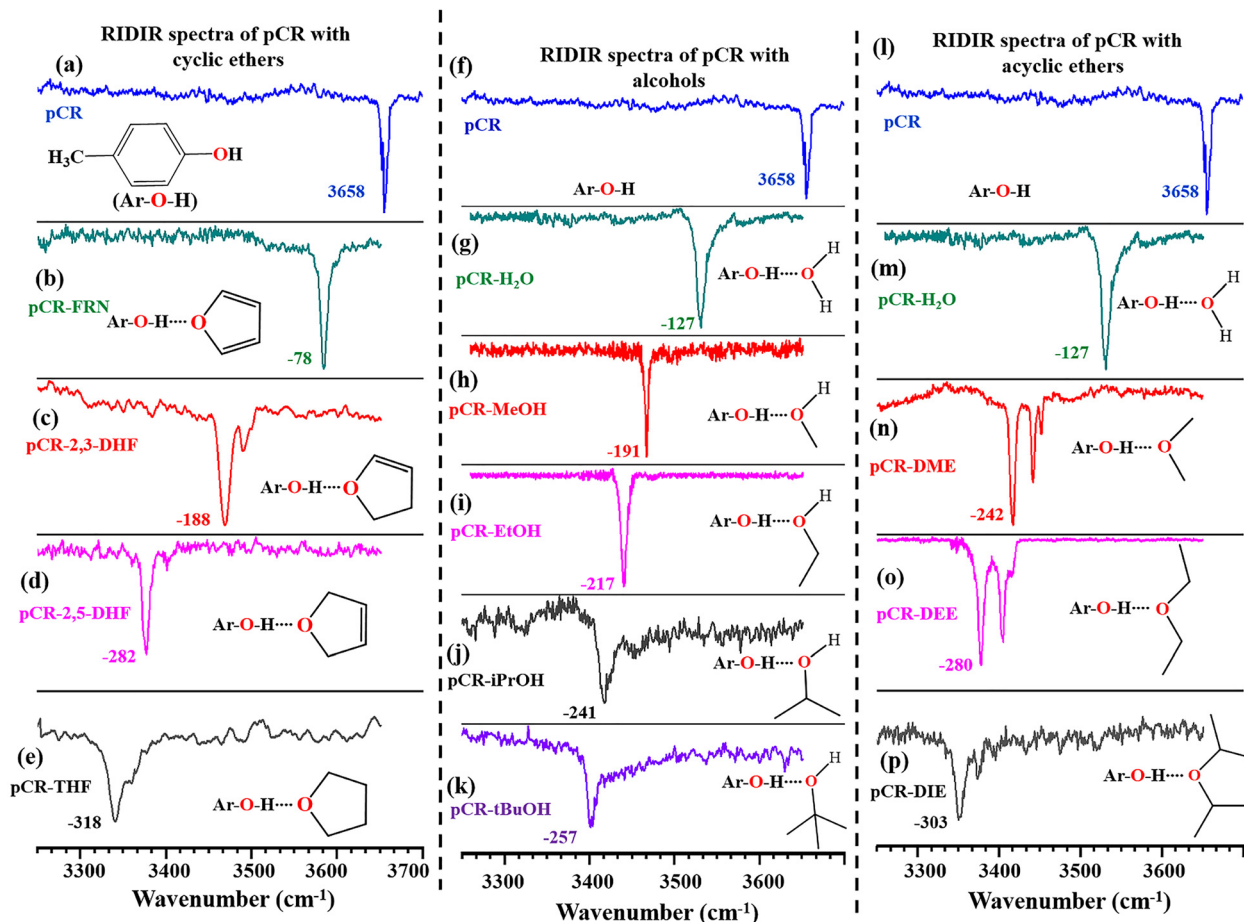 RIDIR spectra of pCR with
cyclic ethers
(a)
pCR
H₃C
OH
(Ar-O-H)
3658
(b)
pCR-FRN
Ar-O-H
O
-78
(c)
pCR-2,3-DHF
Ar-O-H
O
-188
(d)
pCR-2,5-DHF
Ar-O-H
O
-282
(e)
pCR-THF
Ar-O-H
O
-318
3300 3400 3500 3600 3700
Wavenumber (cm⁻¹)
RIDIR spectra of pCR with
alcohols
(f)
pCR
Ar-O-H
3658
(g)
pCR-H₂O
H
Ar-O-H
O
H
-127
(h)
pCR-MeOH
H
Ar-O-H
O
-191
(i)
pCR-EtOH
H
Ar-O-H
O
-217
(j)
pCR-iPrOH
H
Ar-O-H
O
-241
(k)
pCR-tBuOH
H
Ar-O-H
O
-257
3300 3400 3500 3600
Wavenumber (cm⁻¹)
RIDIR spectra of pCR with
acyclic ethers
(l)
pCR
Ar-O-H
3658
(m)
pCR-H₂O
H
Ar-O-H
O
H
-127
(n)
pCR-DME
Ar-O-H
O
-242
(o)
pCR-DEE
Ar-O-H
O
-280
(p)
pCR-DIE
Ar-O-H
O
-303
3300 3400 3500 3600
Wavenumber (cm⁻¹)